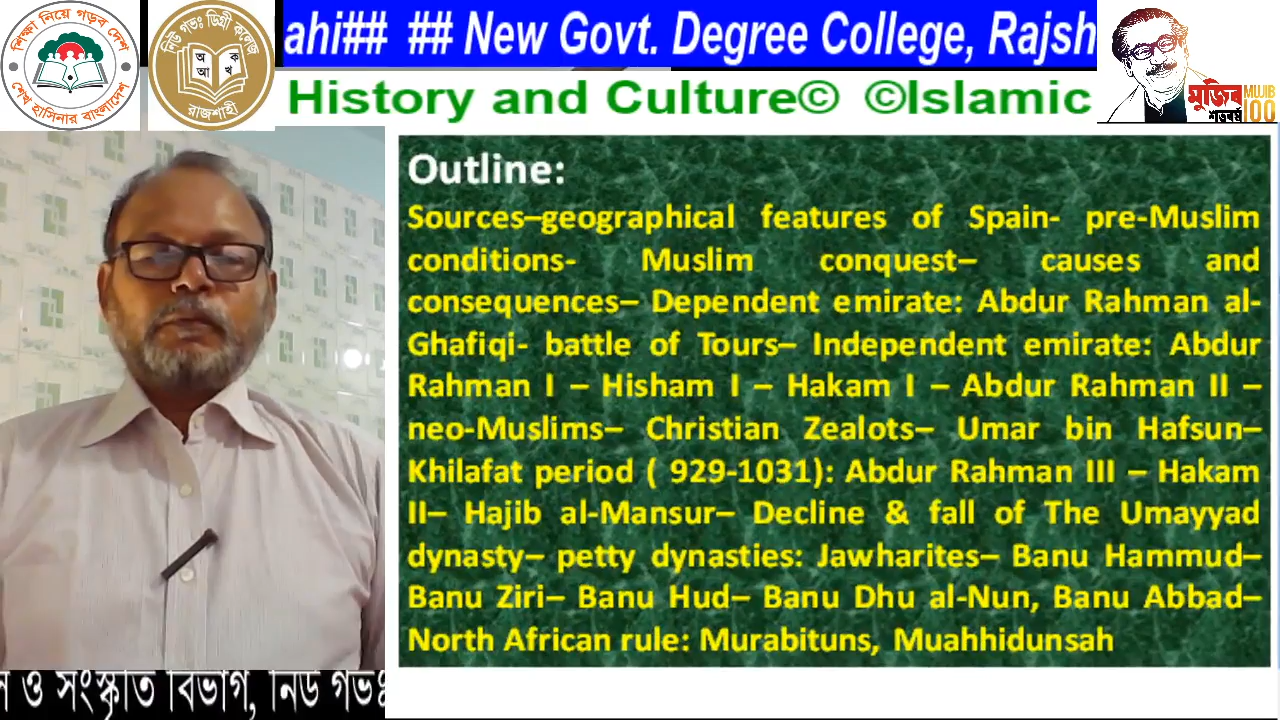 শিক্ষা নিয়ে গড়ব দেশ
শেখ হাসিনার বাংলাদেশ
নিউ গভঃ ডিগ্রী কলেজ
অ ক
আ খ
রাজশাহী
ahi## ## New Govt. Degree College, Rajsh
History and Culture© ©Islamic
মুজিব
শতবর্ষ
MUJIB
100
Outline:
Sources–geographical features of Spain- pre-Muslim
conditions- Muslim conquest– causes and
consequences– Dependent emirate: Abdur Rahman al-
Ghafiqi- battle of Tours– Independent emirate: Abdur
Rahman I – Hisham I – Hakam I – Abdur Rahman II –
neo-Muslims– Christian Zealots– Umar bin Hafsun–
Khilafat period ( 929-1031): Abdur Rahman III – Hakam
II– Hajib al-Mansur– Decline & fall of The Umayyad
dynasty– petty dynasties: Jawharites– Banu Hammud–
Banu Ziri– Banu Hud– Banu Dhu al-Nun, Banu Abbad–
North African rule: Murabituns, Muahhidunsah
ও সংস্কৃতি বিভাগ, নিউ গভঃ